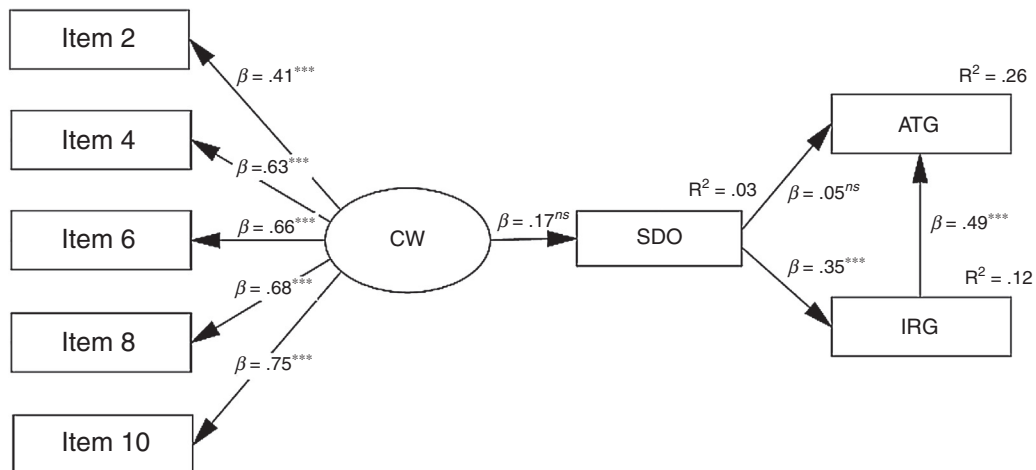 Item 2
β = .41***
R² = .26
ATG
Item 4
β =.63***
R² = .03
β = .05ns
Item 6
β = .66***
CW
β = .17ns
SDO
β = .49***
β = .35***
β = .68***
R² = .12
Item 8
IRG
β = .75***
Item 10